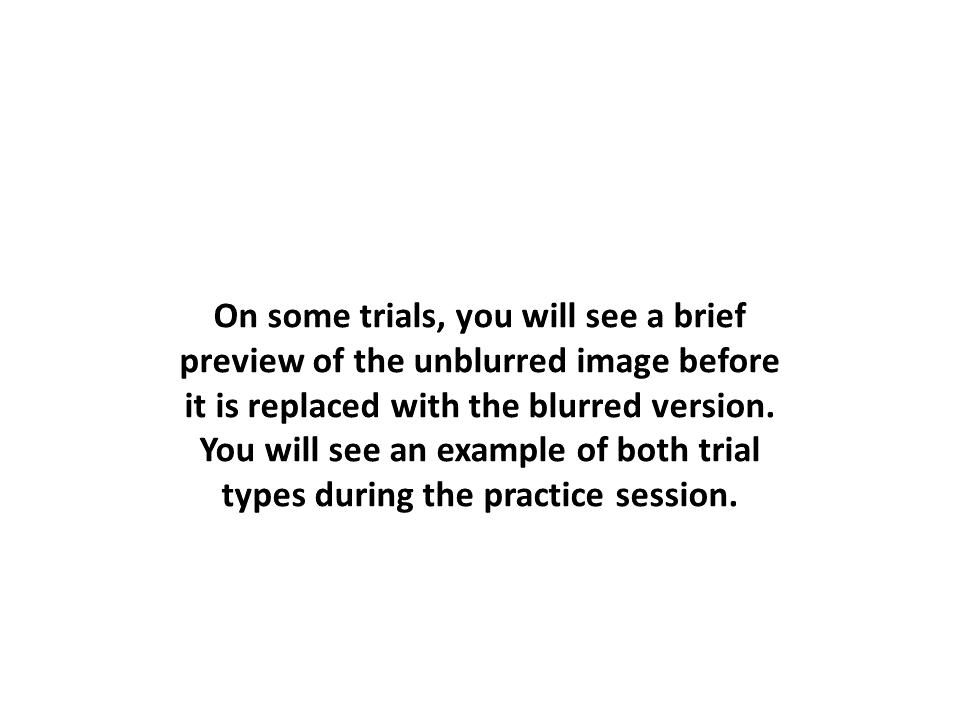 On some trials, you will see a brief
preview of the unblurred image before
it is replaced with the blurred version.
You will see an example of both trial
types during the practice session.